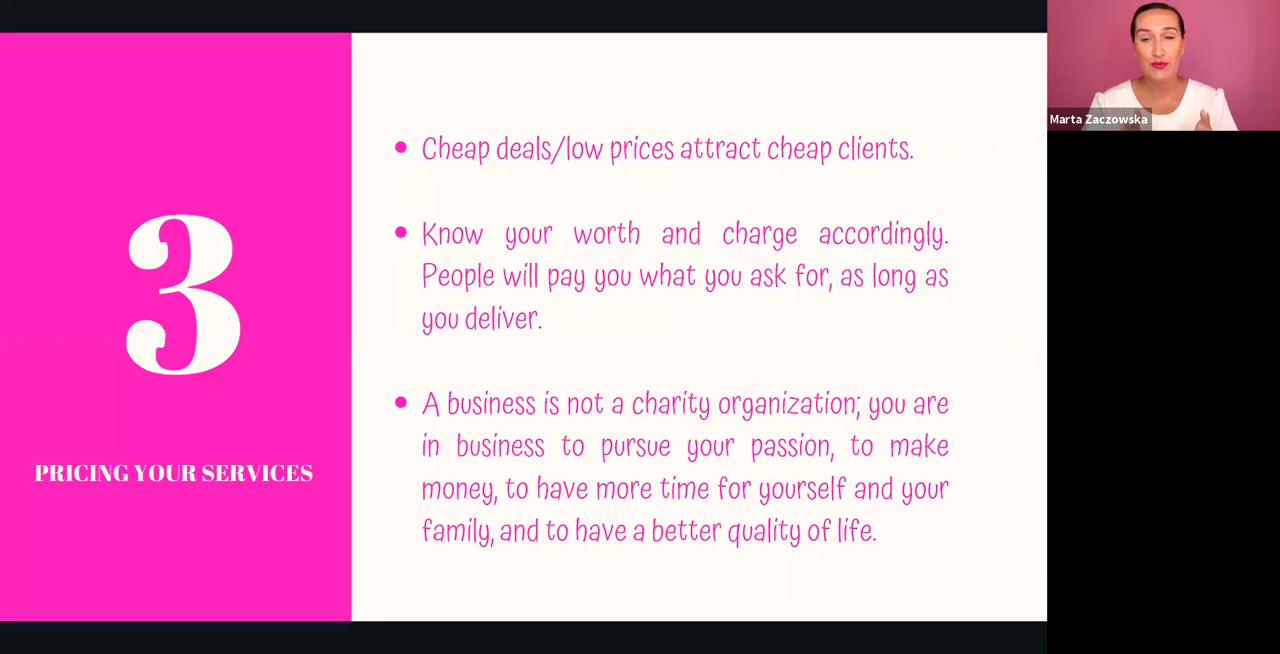 3
PRICING YOUR SERVICES
Cheap deals/low prices attract cheap clients.
Know your worth and charge accordingly.
People will pay you what you ask for, as long as
you deliver.
A business is not a charity organization; you are
in business to pursue your passion, to make
money, to have more time for yourself and your
family, and to have a better quality of life.
Marta Zaczowska